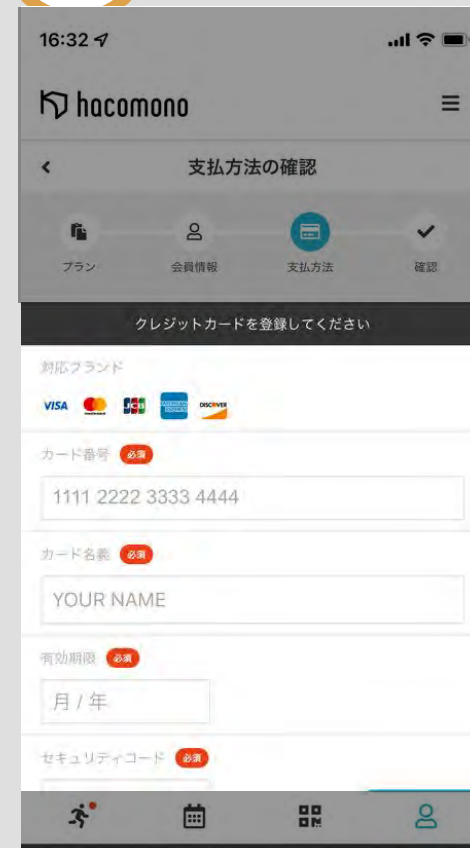 16:32
hacomono
支払方法の確認
プラン 会員情報 支払方法 確認
クレジットカードを登録してください
対応ブランド
VISA mastercard JCB AMERICAN EXPRESS DISCOVER
カード番号 必須
1111 2222 3333 4444
カード名義 必須
YOUR NAME
有効期限 必須
月 / 年
セキュリティコード 必須